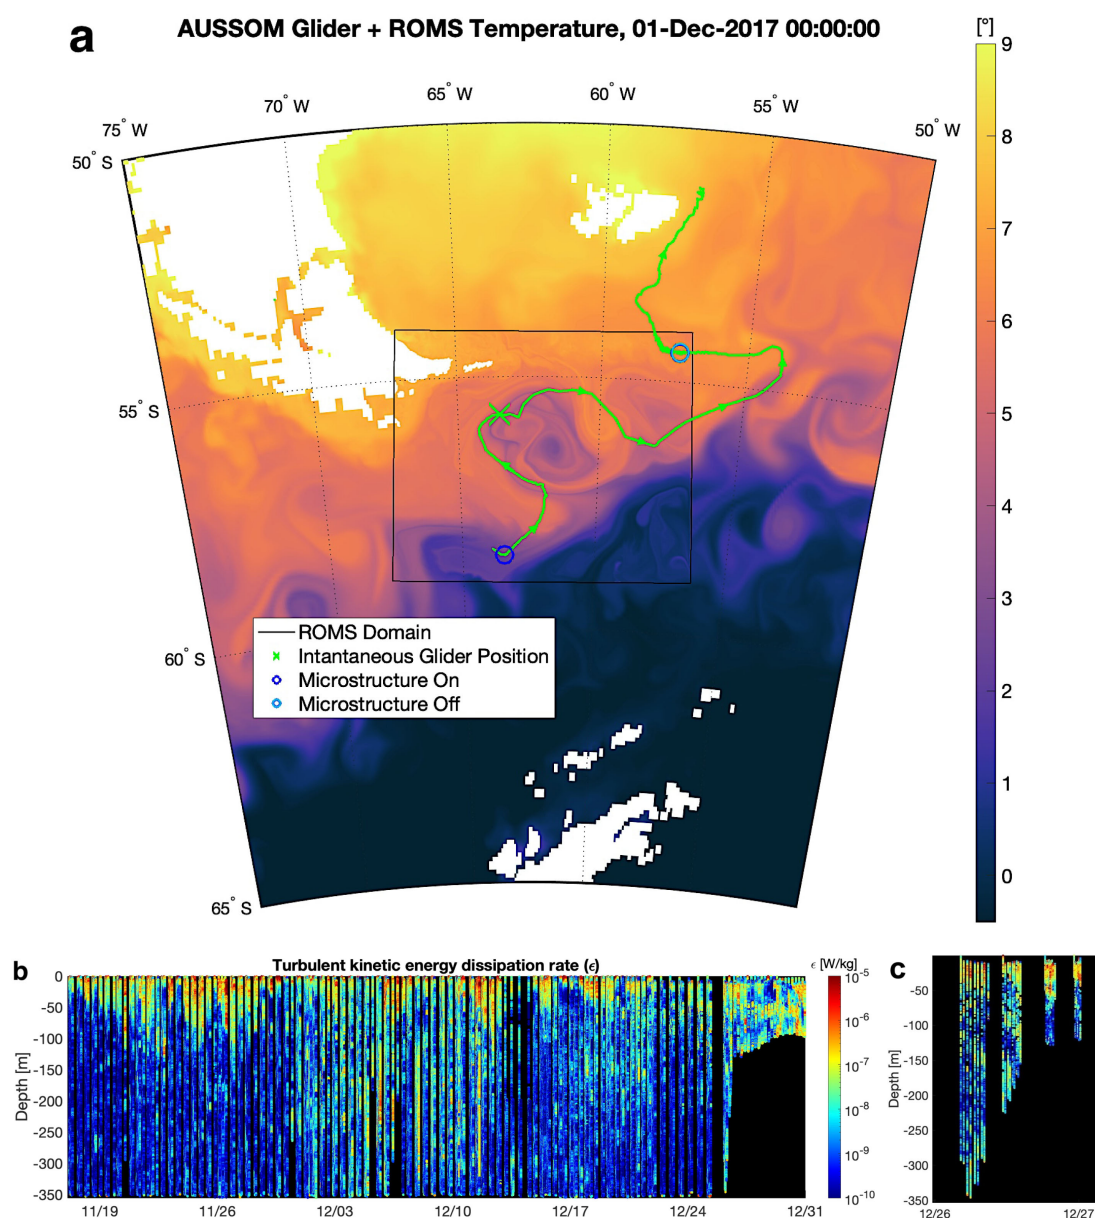 a
AUSSOM Glider + ROMS Temperature, 01-Dec-2017 00:00:00
[°]
75° W
70° W
65° W
60° W
55° W
50° W
50° S
55° S
60° S
65° S
9
8
7
6
5
4
3
2
1
0
ROMS Domain
Intantaneous Glider Position
Microstructure On
Microstructure Off
b
Turbulent kinetic energy dissipation rate (ϵ)
ϵ [W/kg]
Depth [m]
0
-50
-100
-150
-200
-250
-300
-350
11/19
11/26
12/03
12/10
12/17
12/24
12/31
10⁻⁵
10⁻⁶
10⁻⁷
10⁻⁸
10⁻⁹
10⁻¹⁰
c
Depth [m]
-50
-100
-150
-200
-250
-300
-350
12/26
12/27